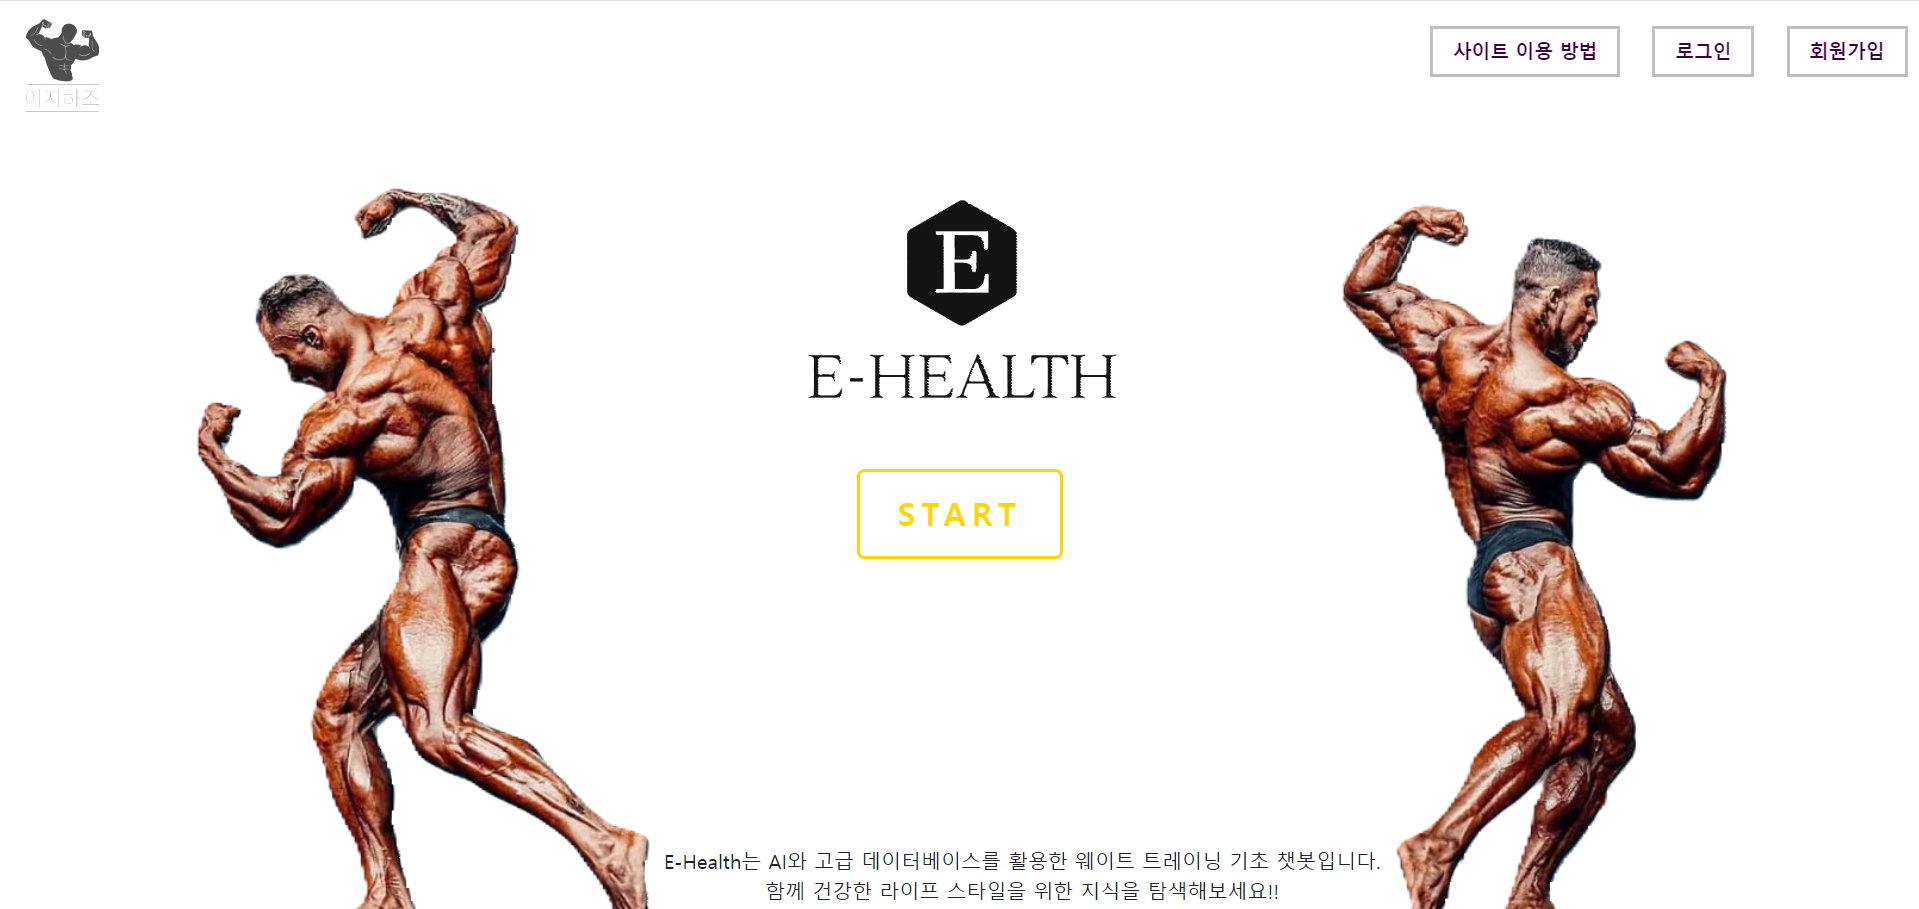 이지하조
사이트 이용 방법
로그인
회원가입
E
E-HEALTH
START
E-Health는 AI와 고급 데이터베이스를 활용한 웨이트 트레이닝 기초 챗봇입니다.
함께 건강한 라이프 스타일을 위한 지식을 탐색해보세요!!